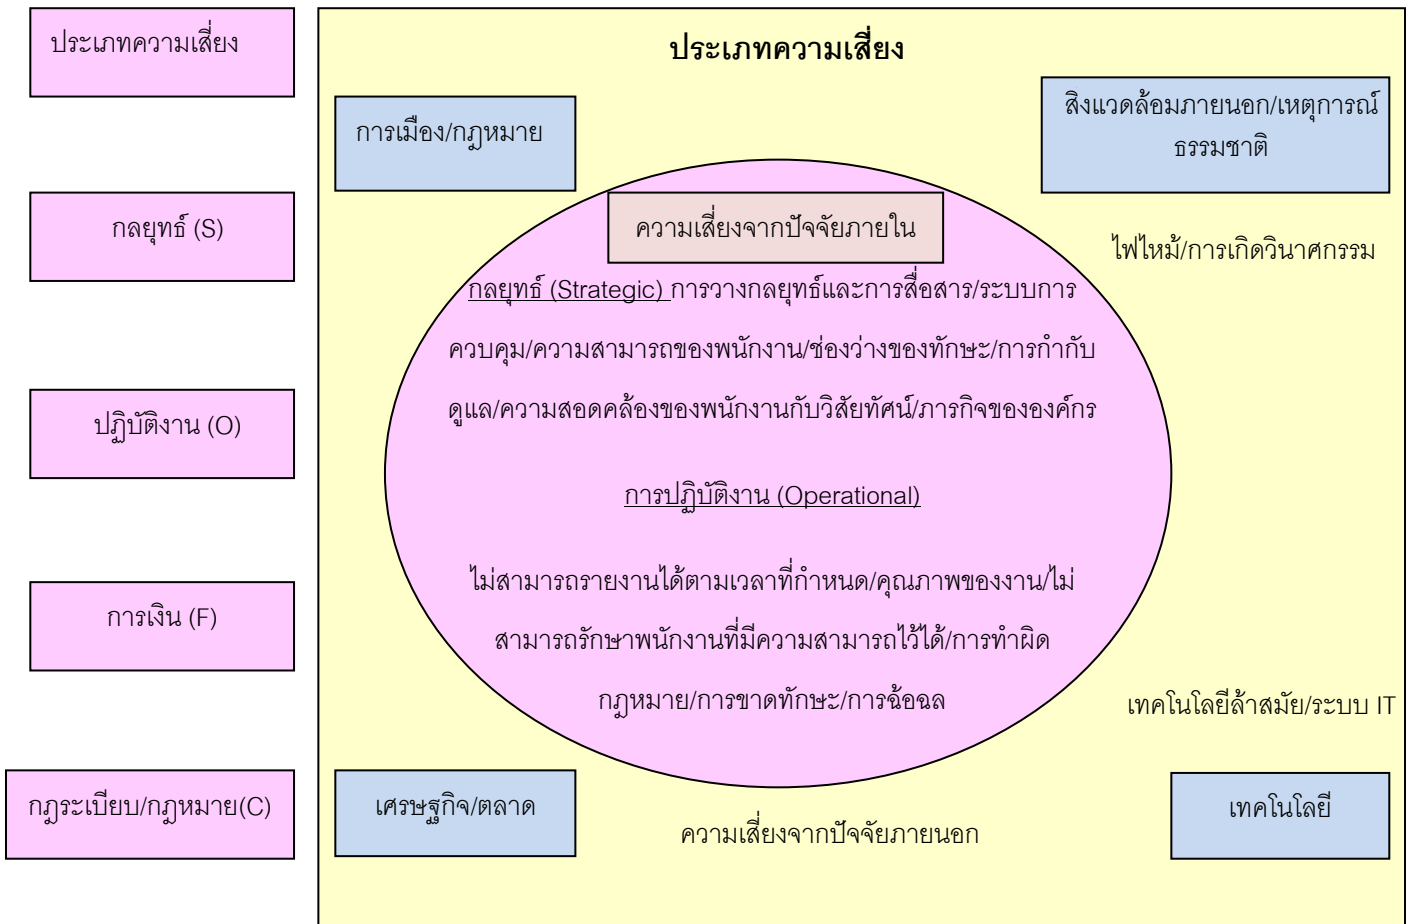 ประเภทความเสี่ยง
กลยุทธ์ (S)
ปฏิบัติงาน (O)
การเงิน (F)
กฎระเบียบ/กฎหมาย(C)
ประเภทความเสี่ยง
การเมือง/กฎหมาย
สิ่งแวดล้อมภายนอก/เหตุการณ์
ธรรมชาติ
ไฟไหม้/การเกิดวินาศกรรม
ความเสี่ยงจากปัจจัยภายใน
กลยุทธ์ (Strategic) การวางกลยุทธ์และการสื่อสาร/ระบบการ
ควบคุม/ความสามารถของพนักงาน/ช่องว่างของทักษะ/การกำกับ
ดูแล/ความสอดคล้องของพนักงานกับวิสัยทัศน์/ภารกิจขององค์กร
การปฏิบัติงาน (Operational)
ไม่สามารถรายงานได้ตามเวลาที่กำหนด/คุณภาพของงาน/ไม่
สามารถรักษาพนักงานที่มีความสามารถไว้ได้/การทำผิด
กฎหมาย/การขาดทักษะ/การฉ้อฉล
เทคโนโลยีล้าสมัย/ระบบ IT
เศรษฐกิจ/ตลาด
ความเสี่ยงจากปัจจัยภายนอก
เทคโนโลยี